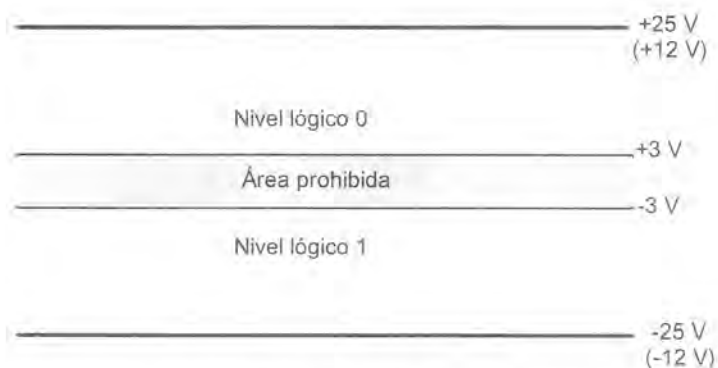 +25 V
(+12 V)
Nivel lógico 0
+3 V
Área prohibida
-3 V
Nivel lógico 1
-25 V
(-12 V)